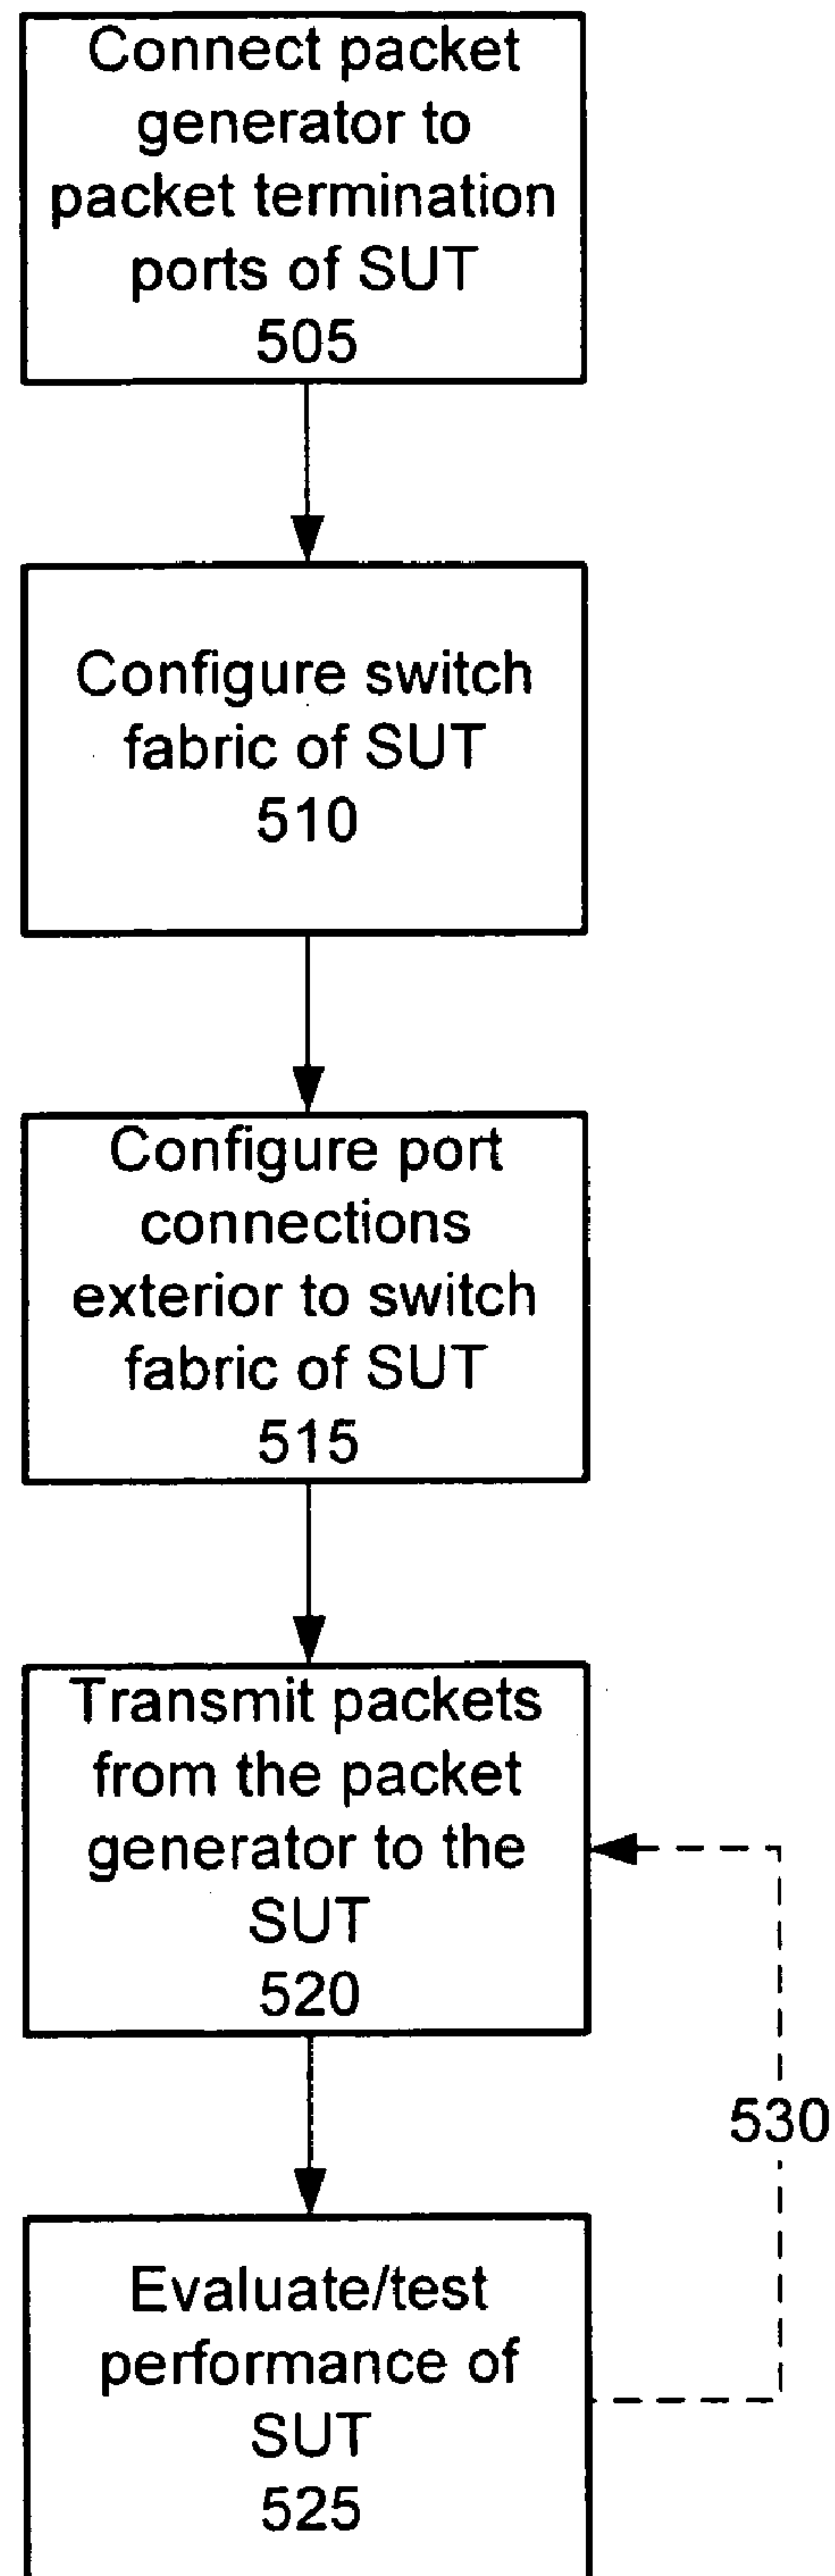 Connect packet
generator to
packet termination
ports of SUT
505
Configure switch
fabric of SUT
510
Configure port
connections
exterior to switch
fabric of SUT
515
Transmit packets
from the packet
generator to the
SUT
520
530
Evaluate/test
performance of
SUT
525